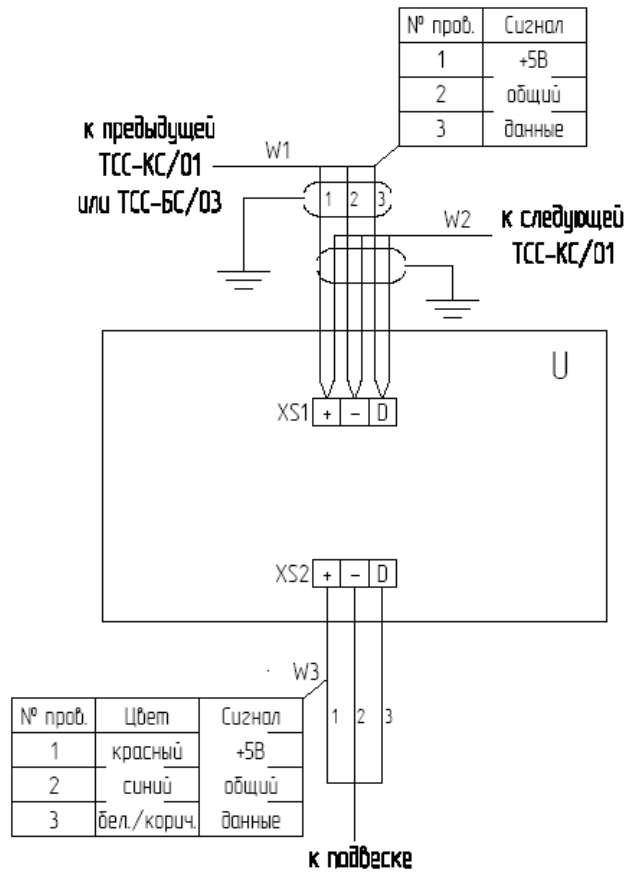 № пров. Сигнал
1 +5В
2 общий
3 данные
к предыдущей
ТСС-КС/01
или ТСС-БС/03
W1
1 2 3
W2
к следующей
ТСС-КС/01
U
XS1 + - D
XS2 + - D
W3
№ пров. Цвет Сигнал
1 красный +5В
2 синий общий
3 бел./корич. данные
1 2 3
к подвеске